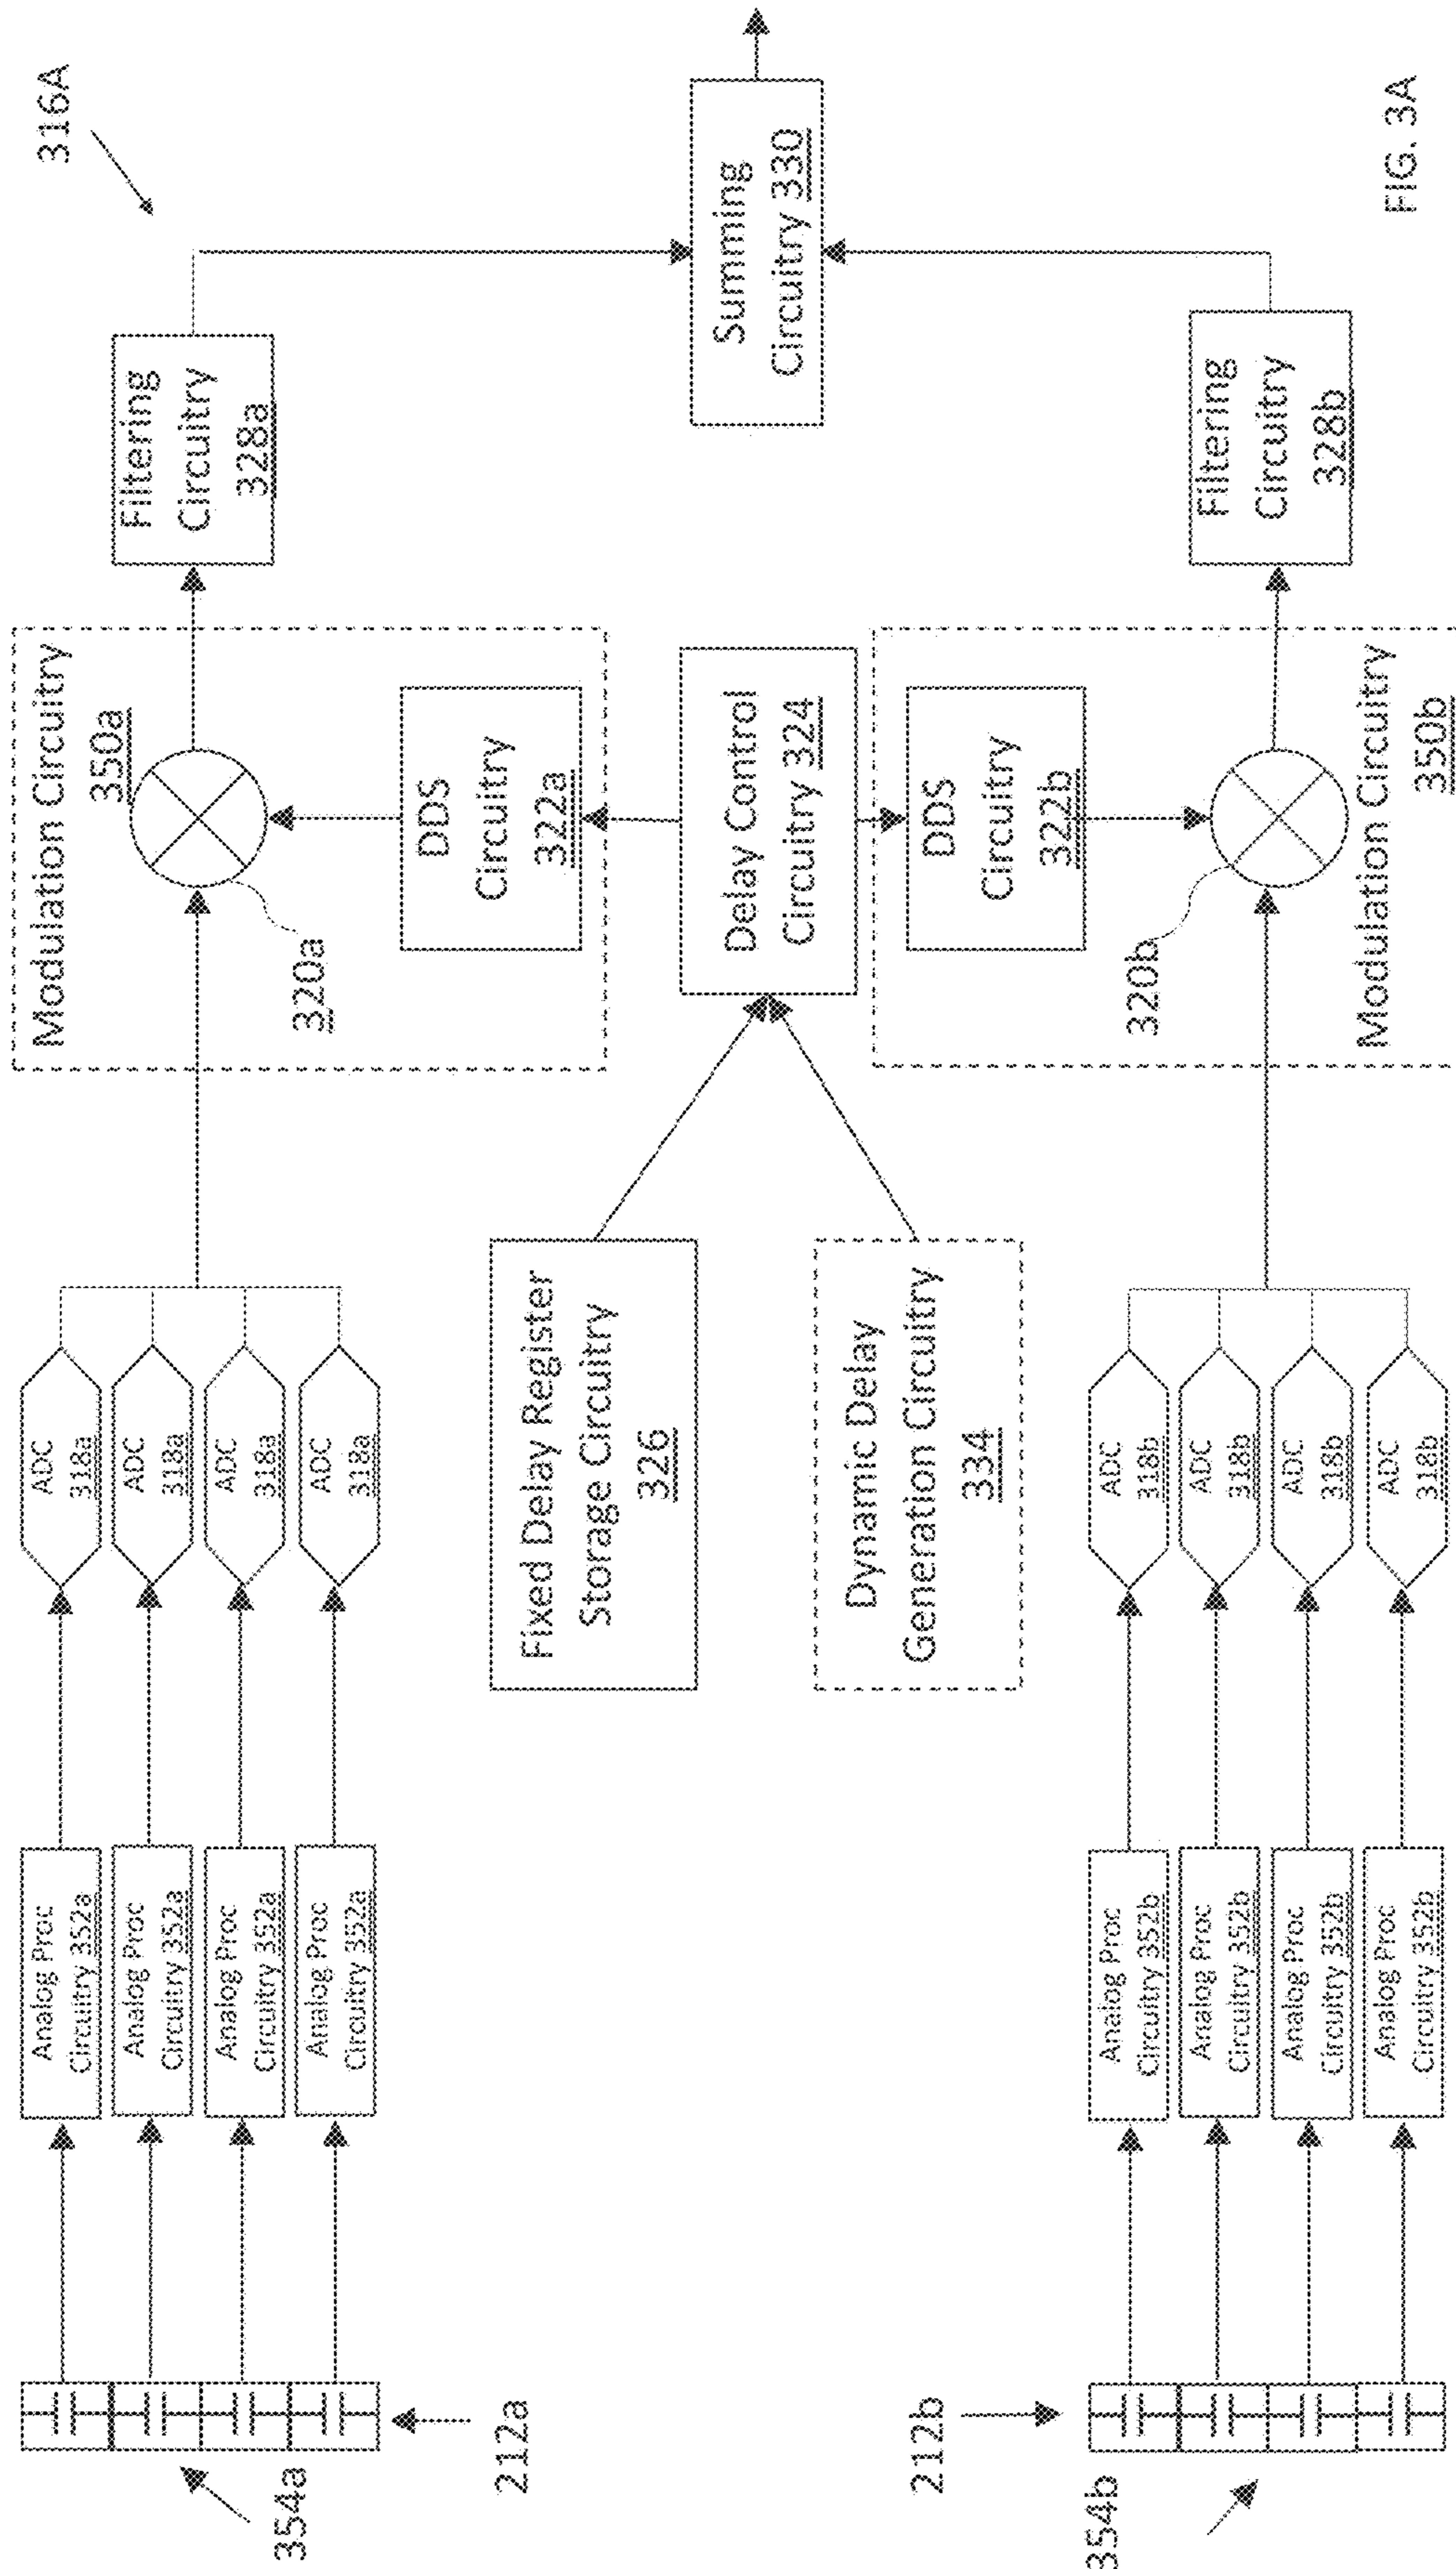 316A
354a
212a
Analog Proc
Circuitry 352a
Analog Proc
Circuitry 352a
Analog Proc
Circuitry 352a
Analog Proc
Circuitry 352a
ADC
318a
ADC
318a
ADC
318a
ADC
318a
Modulation Circuitry
350a
320a
DDS
Circuitry
322a
Filtering
Circuitry
328a
Fixed Delay Register
Storage Circuitry
326
Dynamic Delay
Generation Circuitry
334
Delay Control
Circuitry 324
Summing
Circuitry 330
212b
354b
Analog Proc
Circuitry 352b
Analog Proc
Circuitry 352b
Analog Proc
Circuitry 352b
Analog Proc
Circuitry 352b
ADC
318b
ADC
318b
ADC
318b
ADC
318b
DDS
Circuitry
322b
320b
Modulation Circuitry
350b
Filtering
Circuitry
328b
FIG. 3A